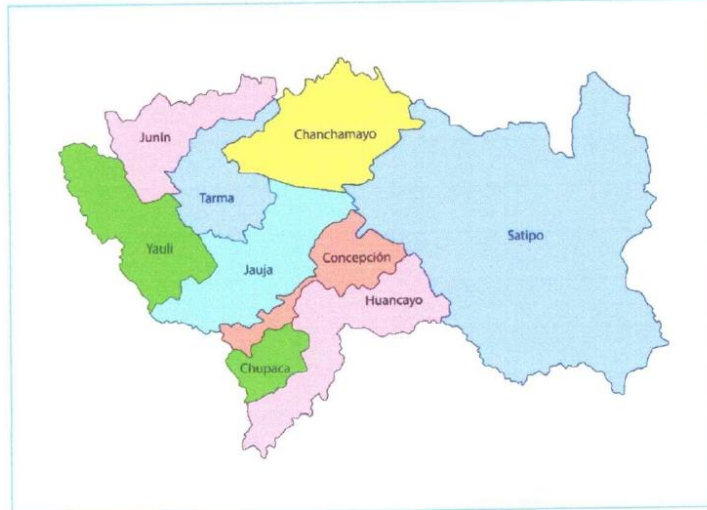 Junín
Chanchamayo
Tarma
Satipo
Yauli
Concepción
Jauja
Huancayo
Chupaca